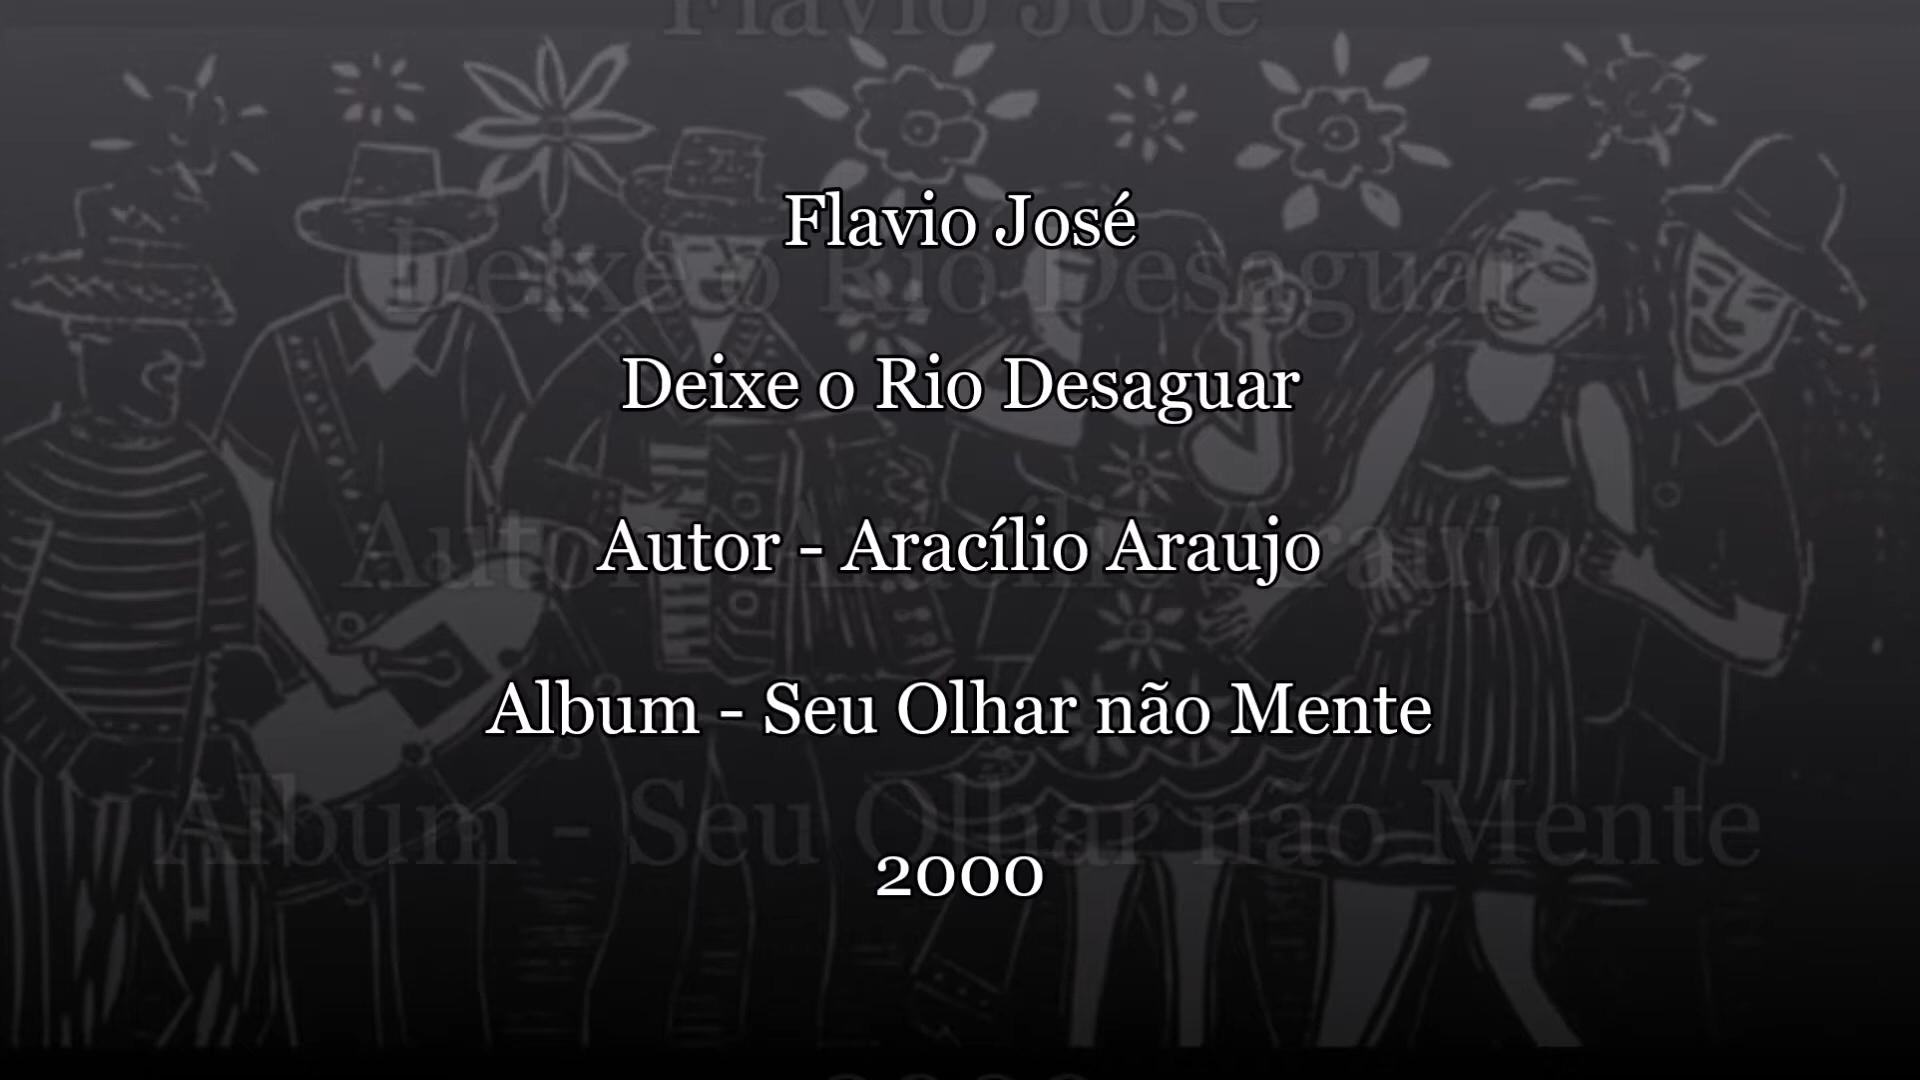 Flavio José
Deixe o Rio Desaguar
Autor - Aracílio Araujo
Album - Seu Olhar não Mente
2000